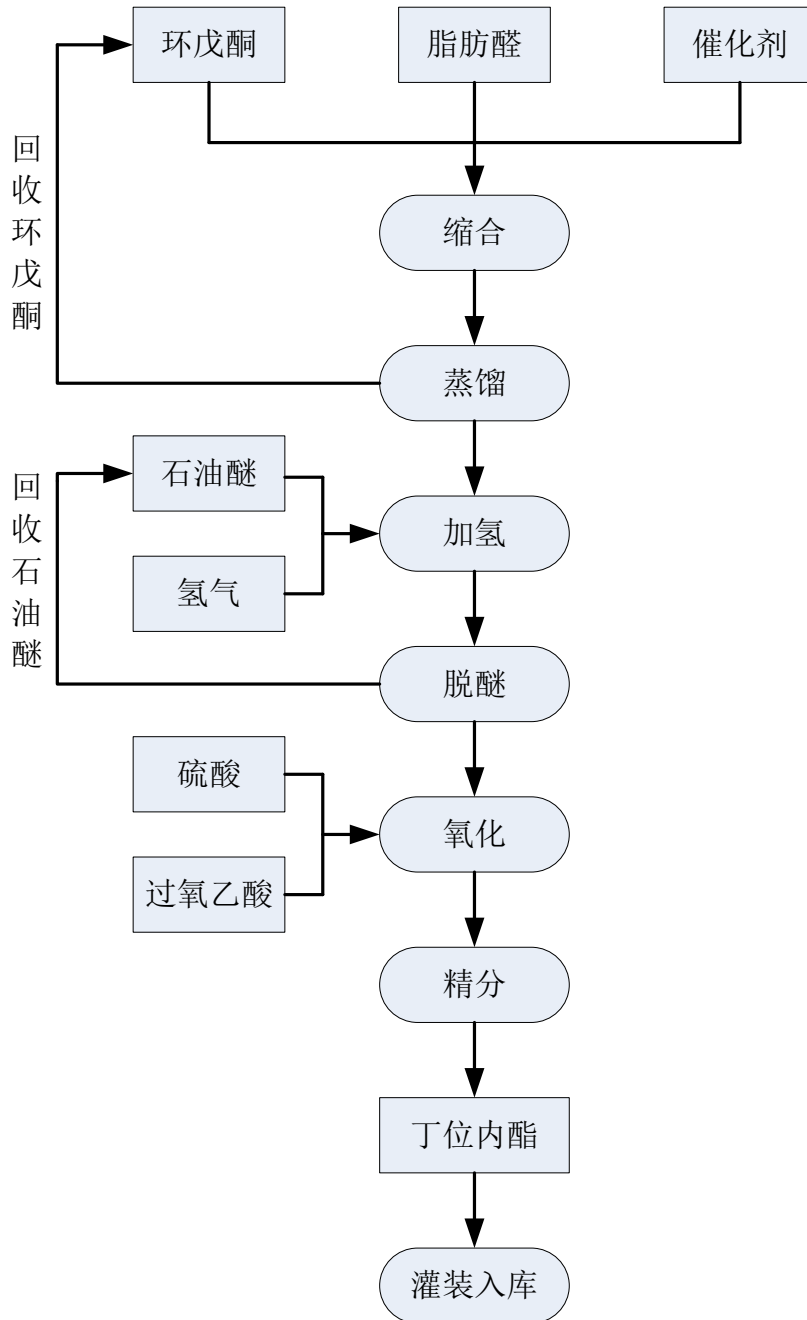 环戊酮
脂肪醛
催化剂
回收环戊酮
缩合
蒸馏
石油醚
回收石油醚
加氢
氢气
脱醚
硫酸
氧化
过氧乙酸
精分
丁位内酯
灌装入库